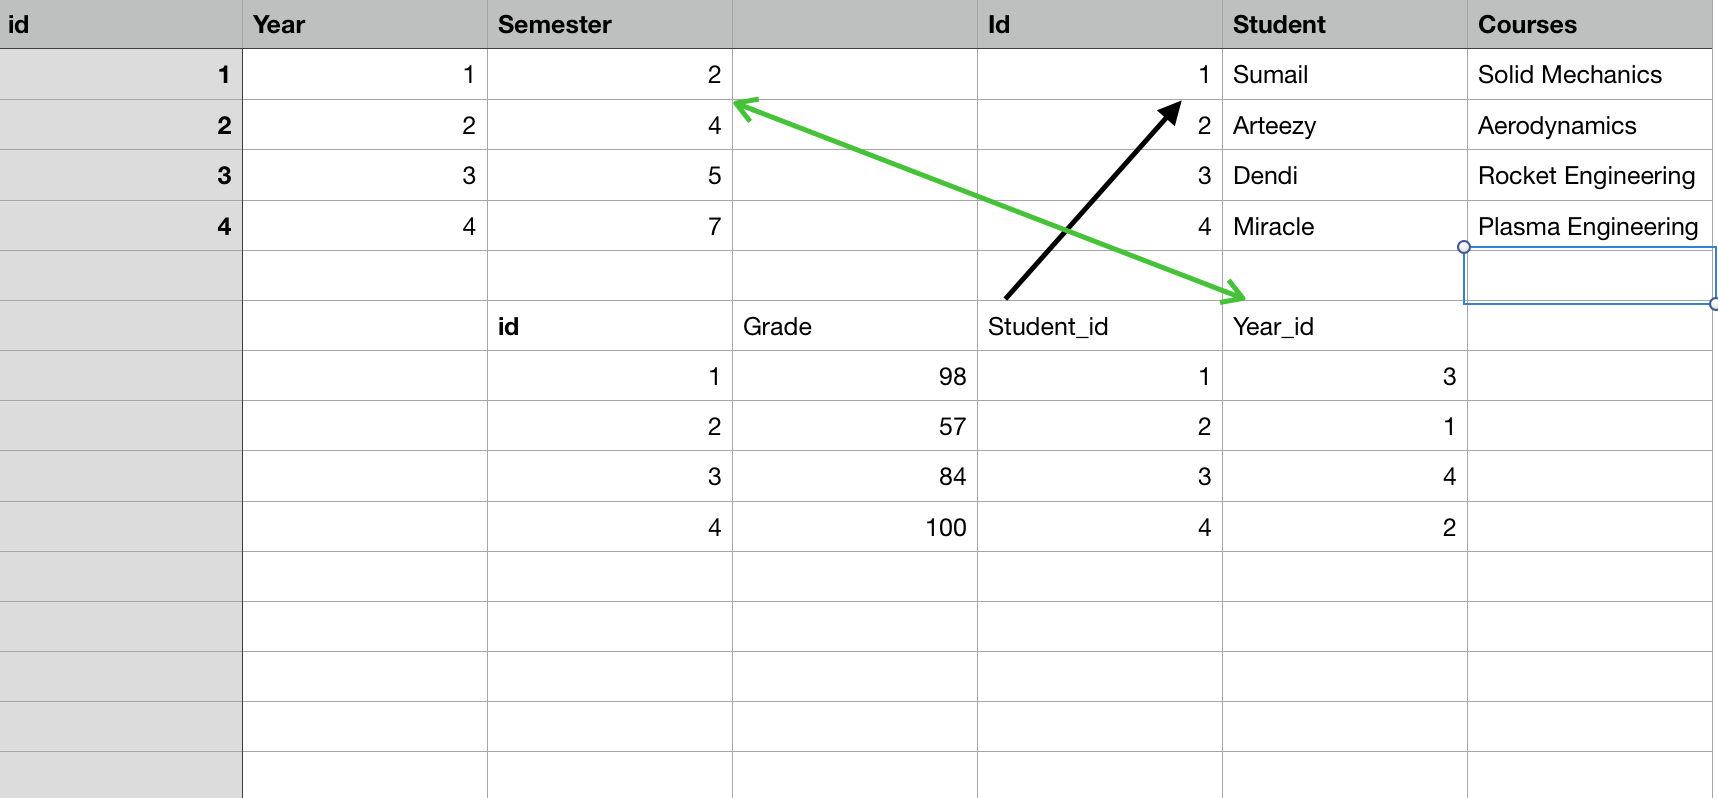 id Year Semester Id Student Courses
1 1 2 1 Sumail Solid Mechanics
2 2 4 2 Arteezy Aerodynamics
3 3 5 3 Dendi Rocket Engineering
4 4 7 4 Miracle Plasma Engineering
id Grade Student_id Year_id
1 98 1 3
2 57 2 1
3 84 3 4
4 100 4 2